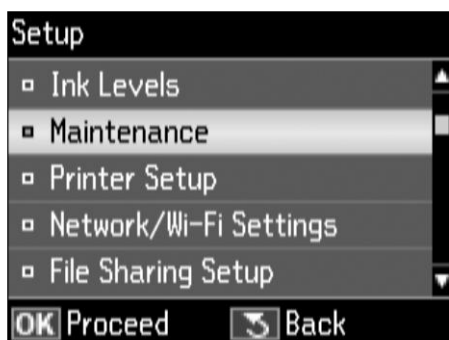 Setup
Ink Levels
Maintenance
Printer Setup
Network/Wi-Fi Settings
File Sharing Setup
OK Proceed Back